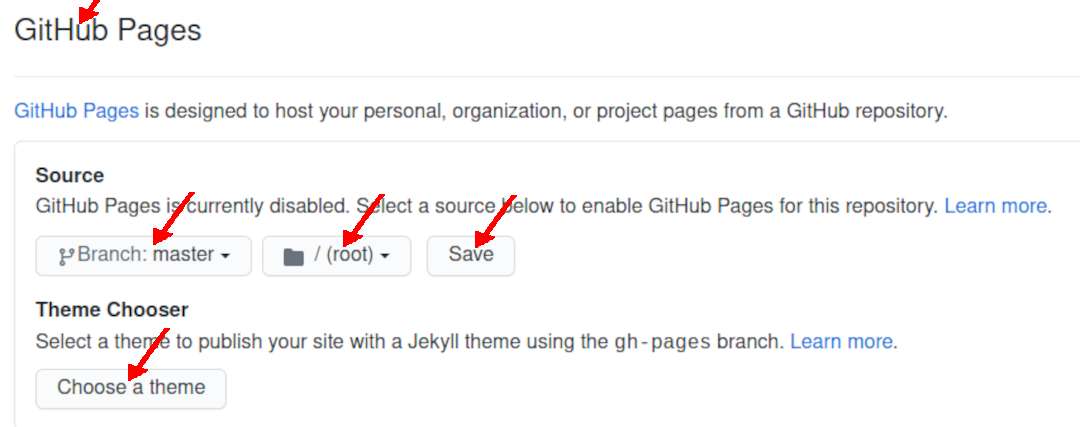 GitHub Pages
GitHub Pages is designed to host your personal, organization, or project pages from a GitHub repository.
Source
GitHub Pages is currently disabled. Select a source below to enable GitHub Pages for this repository. Learn more.
Branch: master / (root) Save
Theme Chooser
Select a theme to publish your site with a Jekyll theme using the gh-pages branch. Learn more.
Choose a theme